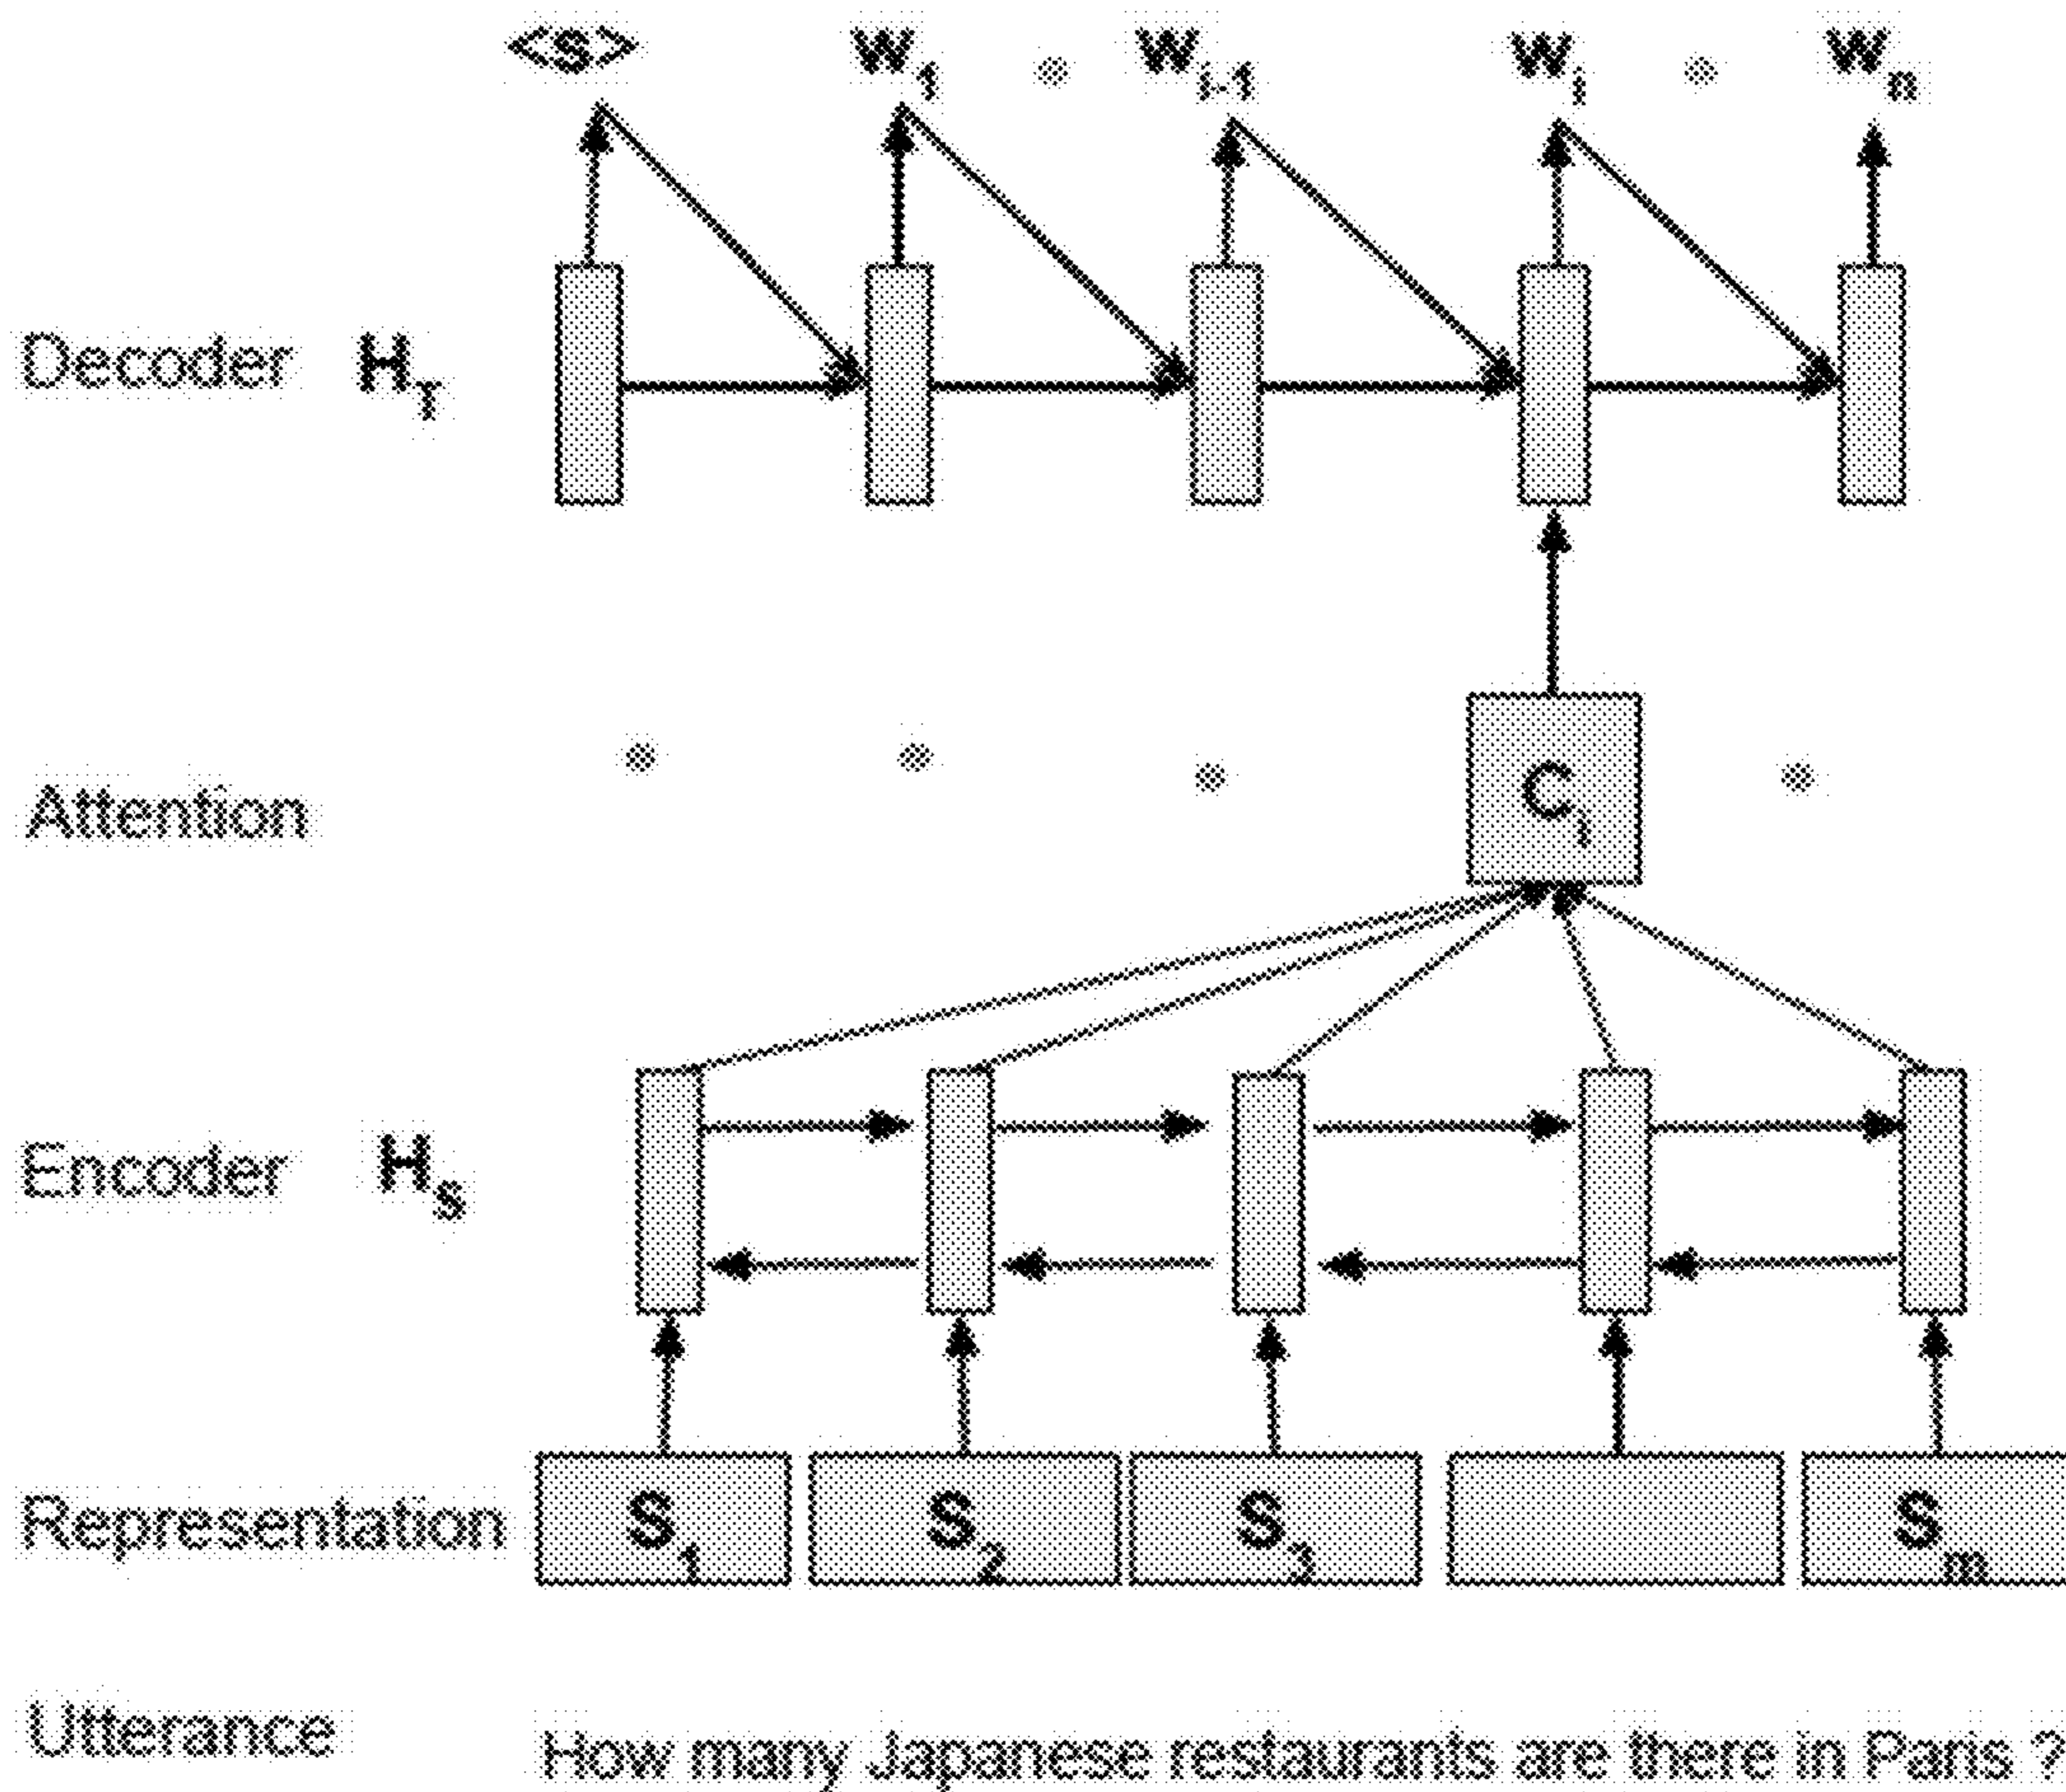 <s> w1 wi-1 wi wn
Decoder HT
Attention Ci
Encoder HS
Representation S1 S2 S3 Sm
Utterance How many Japanese restaurants are there in Paris ?